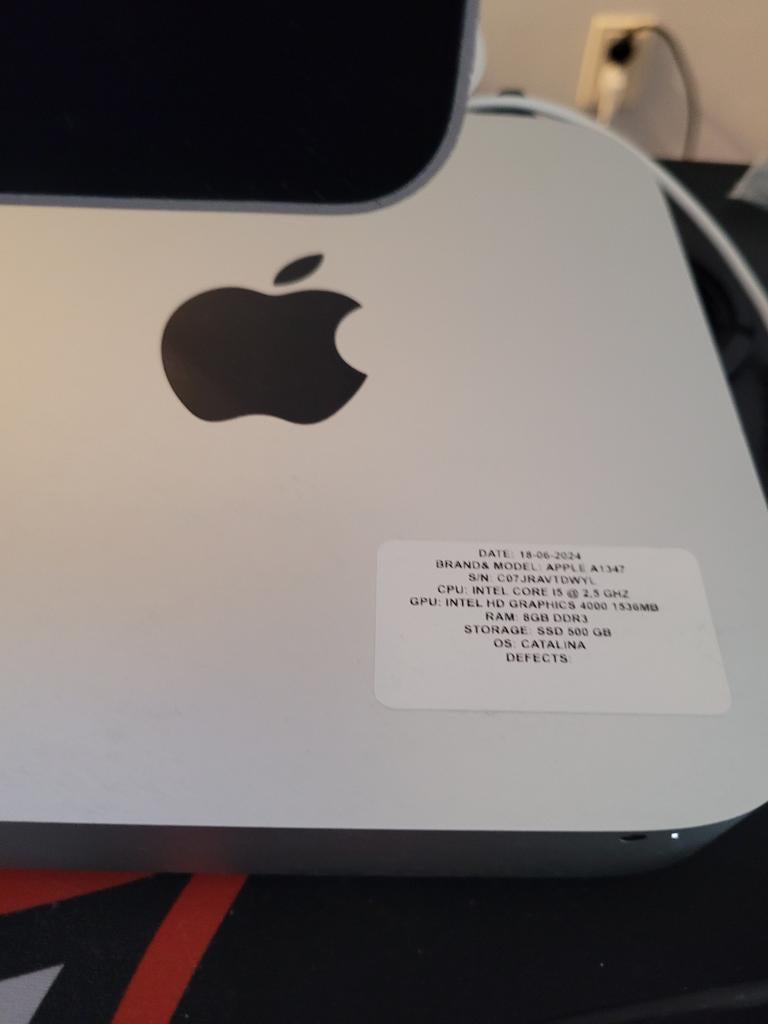 DATE: 18-06-2024
BRAND& MODEL: APPLE A1347
S/N: C07JRAVTDWYL
CPU: INTEL CORE I5 @ 2,5 GHZ
GPU: INTEL HD GRAPHICS 4000 1536MB
RAM: 8GB DDR3
STORAGE: SSD 500 GB
OS: CATALINA
DEFECTS: